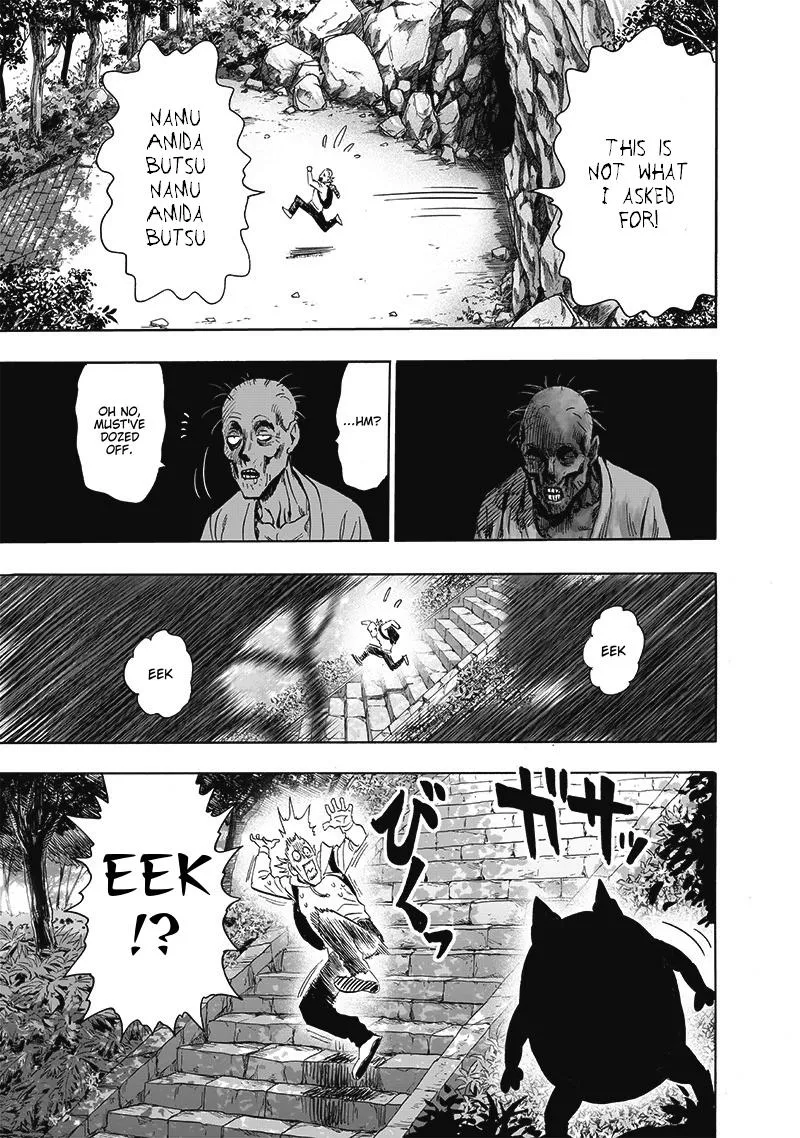 THIS IS
NOT WHAT
I ASKED
FOR!
NAMU
AMIDA
BUTSU
NAMU
AMIDA
BUTSU
...HM?
OH NO,
MUST'VE
DOZED
OFF.
EEK
EEK
ガサッ
びくっ
EEK
!?